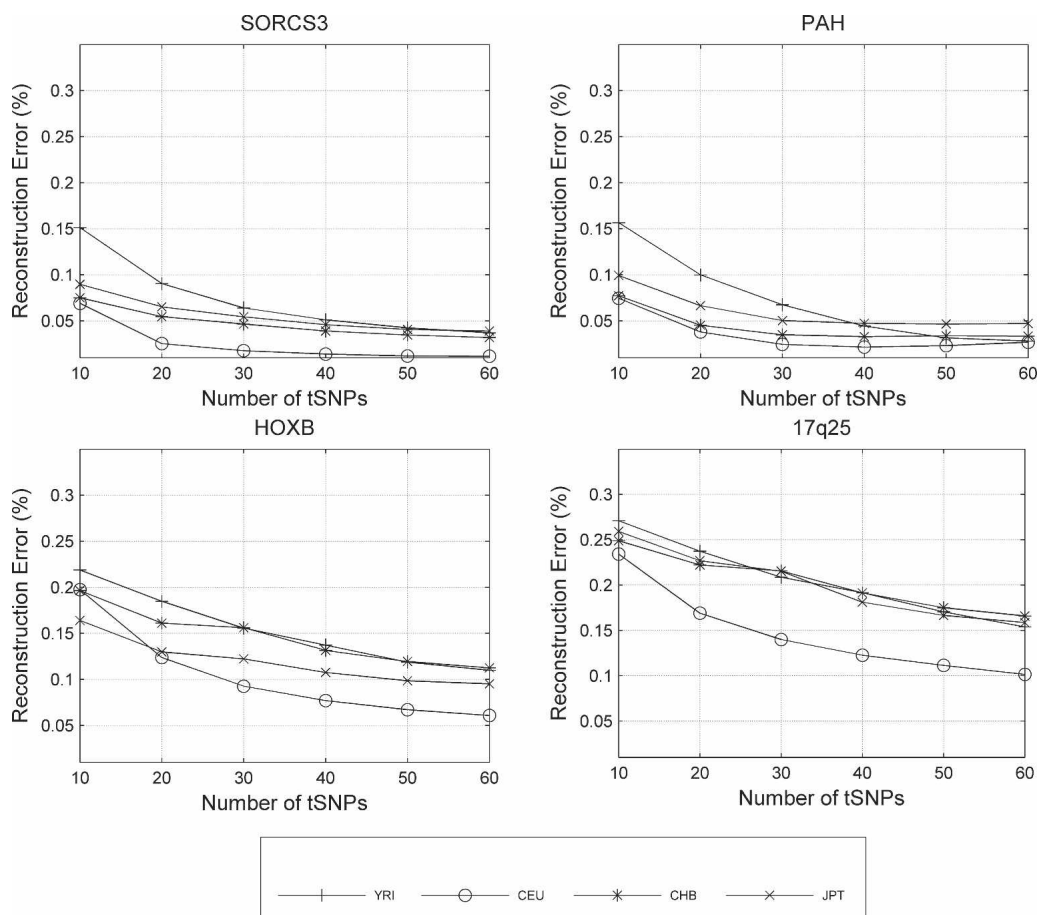 SORCS3
Reconstruction Error (%)
0.3
0.25
0.2
0.15
0.1
0.05
10 20 30 40 50 60
Number of tSNPs
PAH
Reconstruction Error (%)
0.3
0.25
0.2
0.15
0.1
0.05
10 20 30 40 50 60
Number of tSNPs
HOXB
Reconstruction Error (%)
0.3
0.25
0.2
0.15
0.1
0.05
10 20 30 40 50 60
Number of tSNPs
17q25
Reconstruction Error (%)
0.3
0.25
0.2
0.15
0.1
0.05
10 20 30 40 50 60
Number of tSNPs
YRI CEU CHB JPT